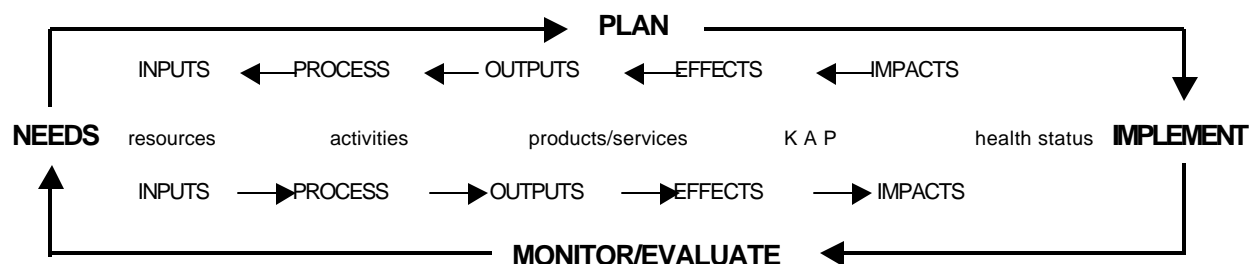 PLAN
INPUTS PROCESS OUTPUTS EFFECTS IMPACTS
NEEDS resources activities products/services K A P health status IMPLEMENT
INPUTS PROCESS OUTPUTS EFFECTS IMPACTS
MONITOR/EVALUATE